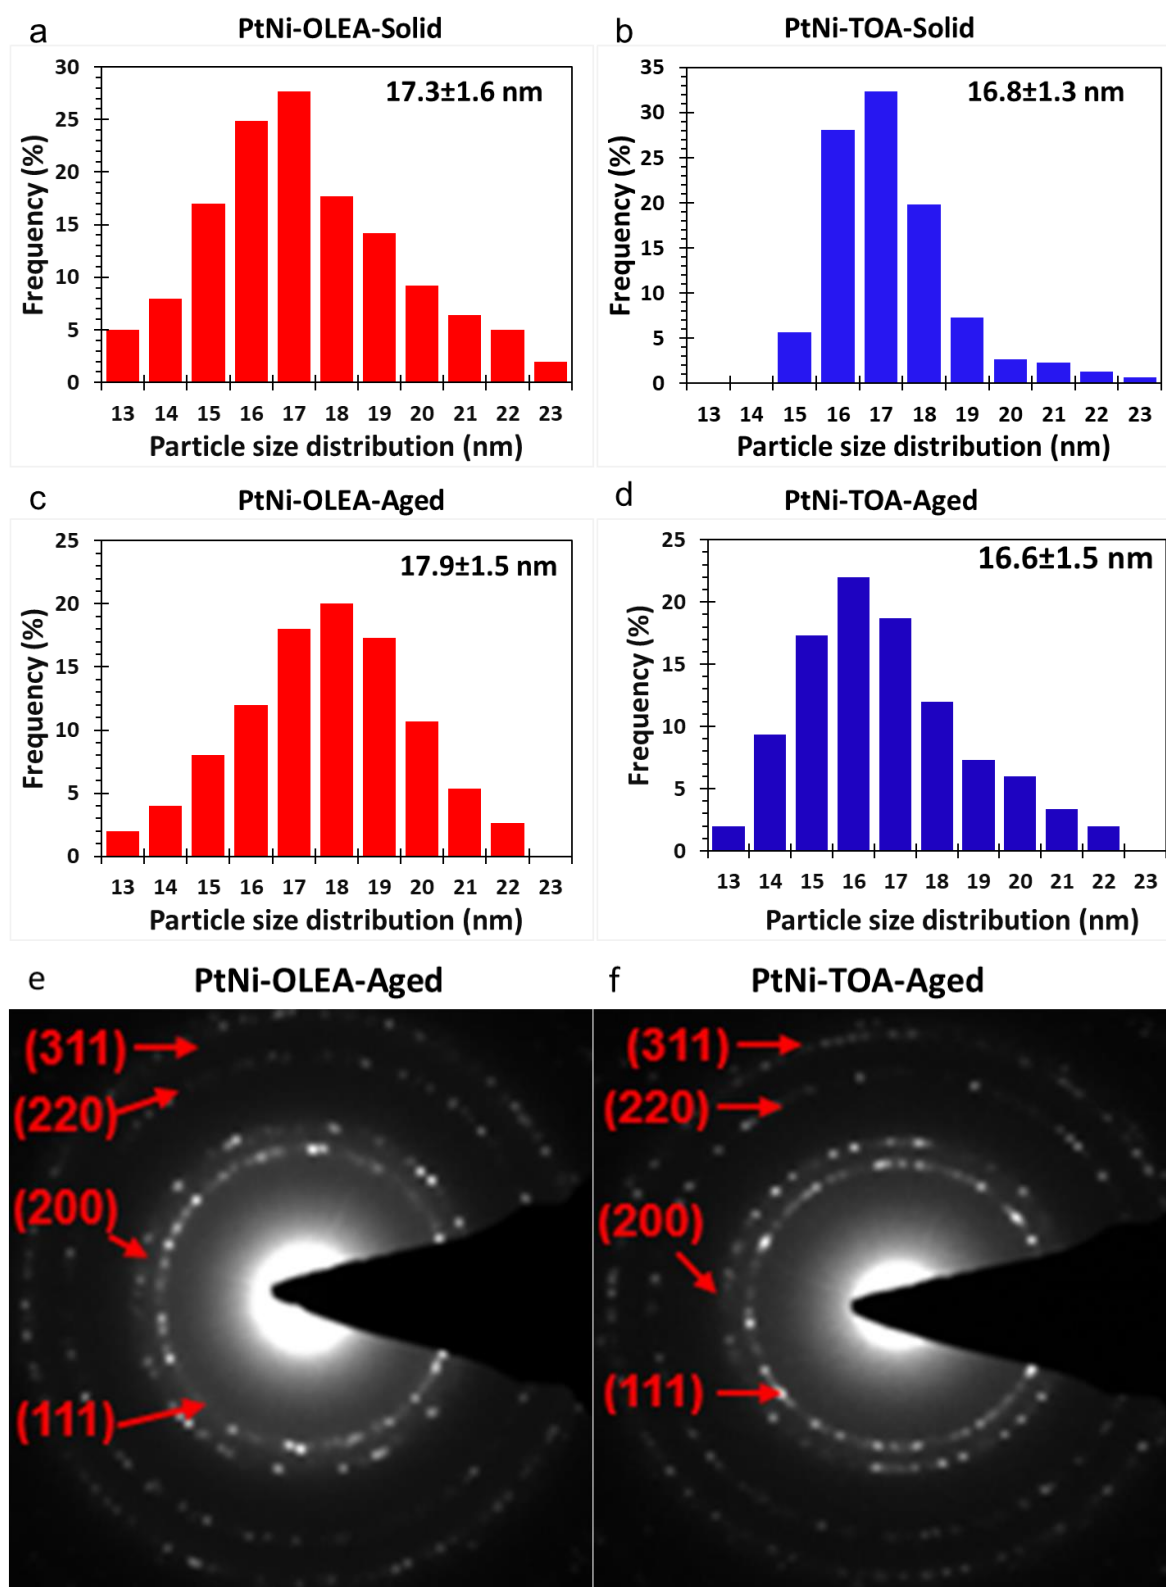 a
PtNi-OLEA-Solid
17.3±1.6 nm
Frequency (%)
30
25
20
15
10
5
0
13 14 15 16 17 18 19 20 21 22 23
Particle size distribution (nm)
b
PtNi-TOA-Solid
16.8±1.3 nm
Frequency (%)
35
30
25
20
15
10
5
0
13 14 15 16 17 18 19 20 21 22 23
Particle size distribution (nm)
c
PtNi-OLEA-Aged
17.9±1.5 nm
Frequency (%)
25
20
15
10
5
0
13 14 15 16 17 18 19 20 21 22 23
Particle size distribution (nm)
d
PtNi-TOA-Aged
16.6±1.5 nm
Frequency (%)
25
20
15
10
5
0
13 14 15 16 17 18 19 20 21 22 23
Particle size distribution (nm)
e
PtNi-OLEA-Aged
(311)
(220)
(200)
(111)
f
PtNi-TOA-Aged
(311)
(220)
(200)
(111)